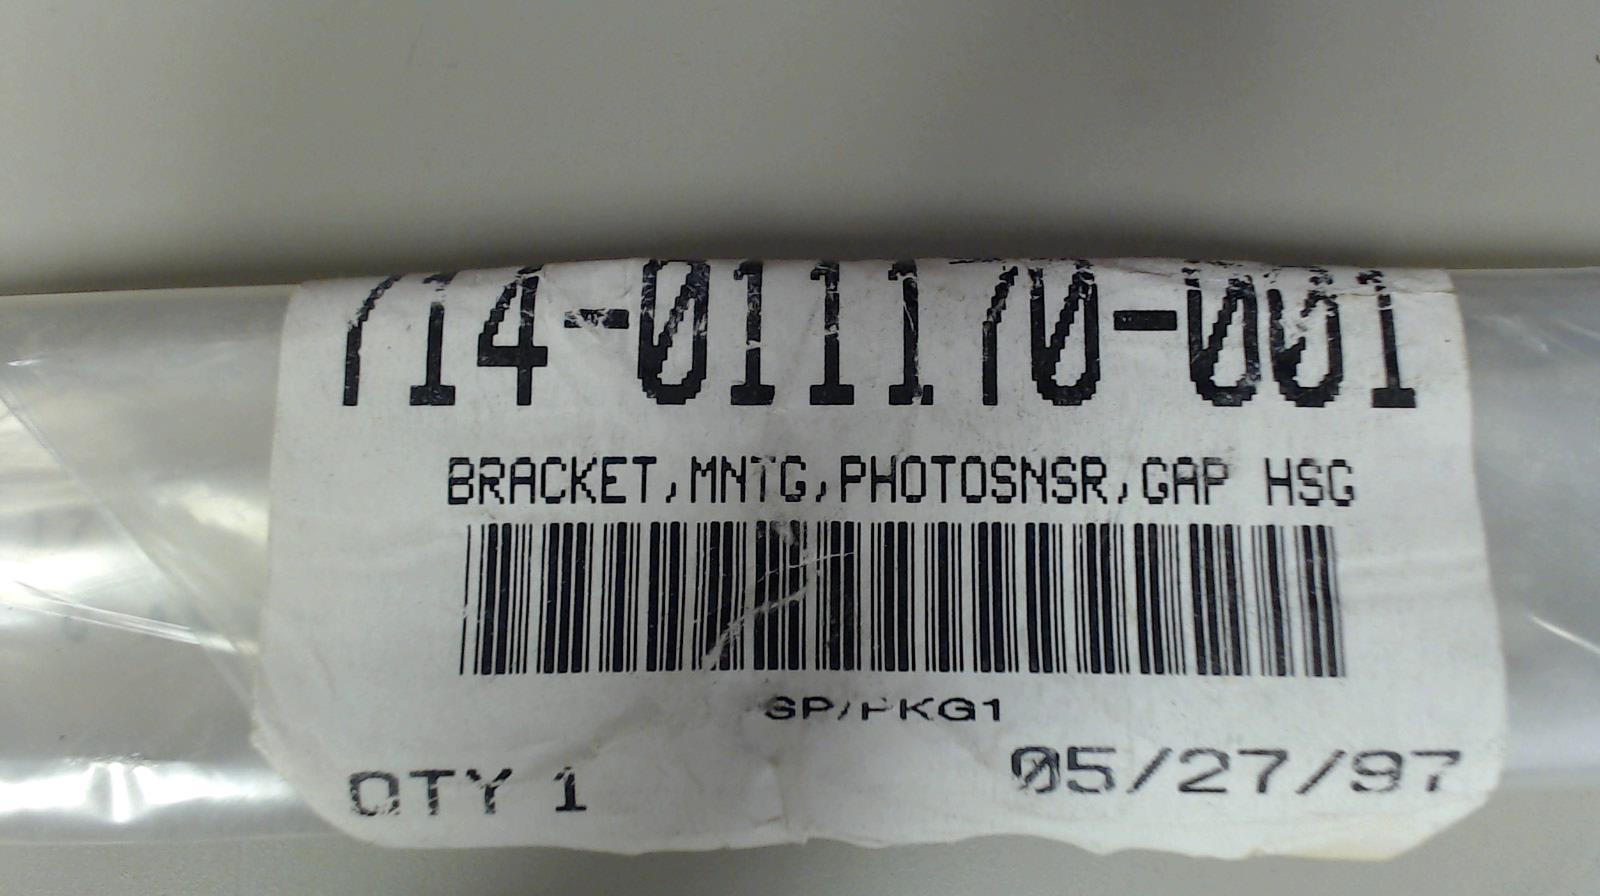 714-011170-001
BRACKET,MNTG,PHOTOSNSR,GAP HSG
SP/PKG1
QTY 1
05/27/97